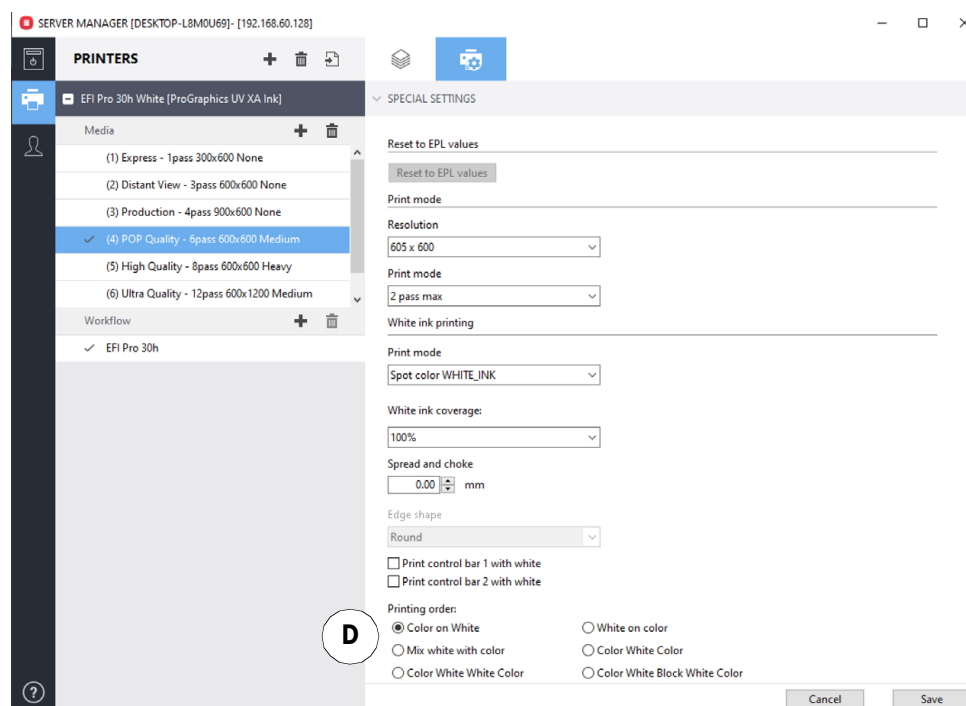 SERVER MANAGER [DESKTOP-L8M0U69]- [192.168.60.128]
PRINTERS
EFI Pro 30h White [ProGraphics UV XA Ink]
Media
(1) Express - 1pass 300x600 None
(2) Distant View - 3pass 600x600 None
(3) Production - 4pass 900x600 None
(4) POP Quality - 6pass 600x600 Medium
(5) High Quality - 8pass 600x600 Heavy
(6) Ultra Quality - 12pass 600x1200 Medium
Workflow
EFI Pro 30h
SPECIAL SETTINGS
Reset to EPL values
Reset to EPL values
Print mode
Resolution
605 x 600
Print mode
2 pass max
White ink printing
Print mode
Spot color WHITE_INK
White ink coverage:
100%
Spread and choke
0.00 mm
Edge shape
Round
Print control bar 1 with white
Print control bar 2 with white
Printing order:
D
Color on White White on color
Mix white with color Color White Color
Color White White Color Color White Block White Color
Cancel Save
?